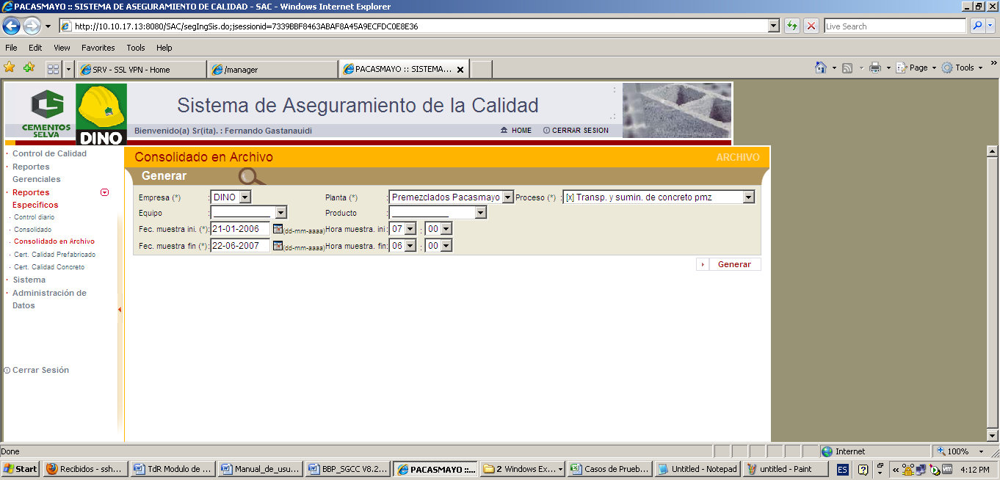 PACASMAYO :: SISTEMA DE ASEGURAMIENTO DE CALIDAD - SAC - Windows Internet Explorer
http://10.10.17.13:8080/SAC/segIngSis.do;jsessionid=7339BBF8463ABAF8A45A9ECFDC0E8E36
Live Search
File Edit View Favorites Tools Help
SRV - SSL VPN - Home /manager PACASMAYO :: SISTEMA... Page Tools »
CEMENTOS SELVA
DINO
Sistema de Aseguramiento de la Calidad
Bienvenido(a) Sr(ita). : Fernando Gastanauidi HOME CERRAR SESION
· Control de Calidad
· Reportes
Gerenciales
· Reportes
Específicos
· Control diario
· Consolidado
· Consolidado en Archivo
· Cert. Calidad Prefabricado
· Cert. Calidad Concreto
· Sistema
· Administración de
Datos
Cerrar Sesión
Consolidado en Archivo ARCHIVO
Generar
Empresa (*) : DINO Planta (*) : Premezclados Pacasmayo Proceso (*) : [x] Transp. y sumin. de concreto pmz
Equipo : ____________ Producto : ____________
Fec. muestra ini. (*): 21-01-2006 (dd-mm-aaaa) Hora muestra. ini: 07 : 00
Fec. muestra fin (*): 22-06-2007 (dd-mm-aaaa) Hora muestra. fin: 06 : 00
Generar
Done Internet 100%
Start Recibidos - ssh... TdR Modulo de ... Manual_de_usu... BBP_SGCC V8.2... PACASMAYO ::... 2 Windows Ex... Casos de Prueb... Untitled - Notepad untitled - Paint ES « 4:12 PM